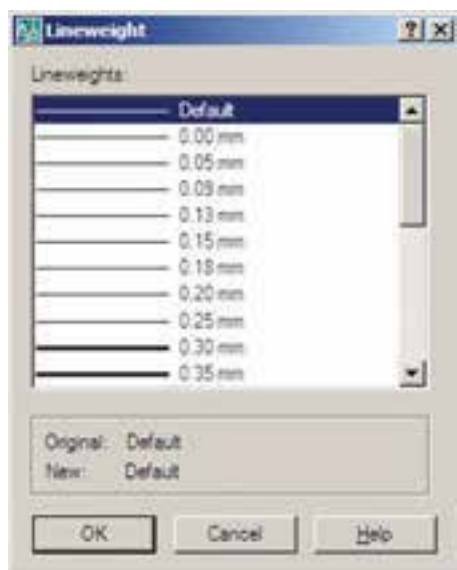 Lineweight
Lineweights:
Default
0.00 mm
0.05 mm
0.09 mm
0.13 mm
0.15 mm
0.18 mm
0.20 mm
0.25 mm
0.30 mm
0.35 mm
Original: Default
New: Default
OK Cancel Help